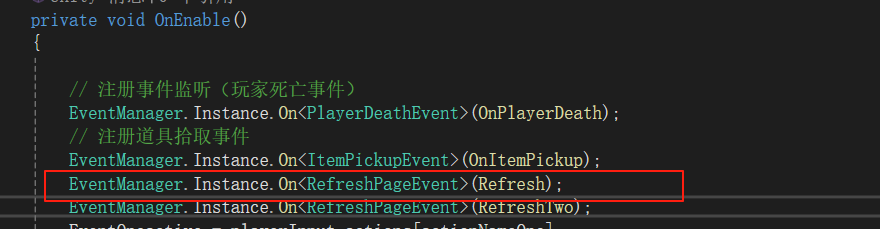 private void OnEnable()
{
// 注册事件监听（玩家死亡事件）
EventManager.Instance.On<PlayerDeathEvent>(OnPlayerDeath);
// 注册道具拾取事件
EventManager.Instance.On<ItemPickupEvent>(OnItemPickup);
EventManager.Instance.On<RefreshPageEvent>(Refresh);
EventManager.Instance.On<RefreshPageEvent>(RefreshTwo);